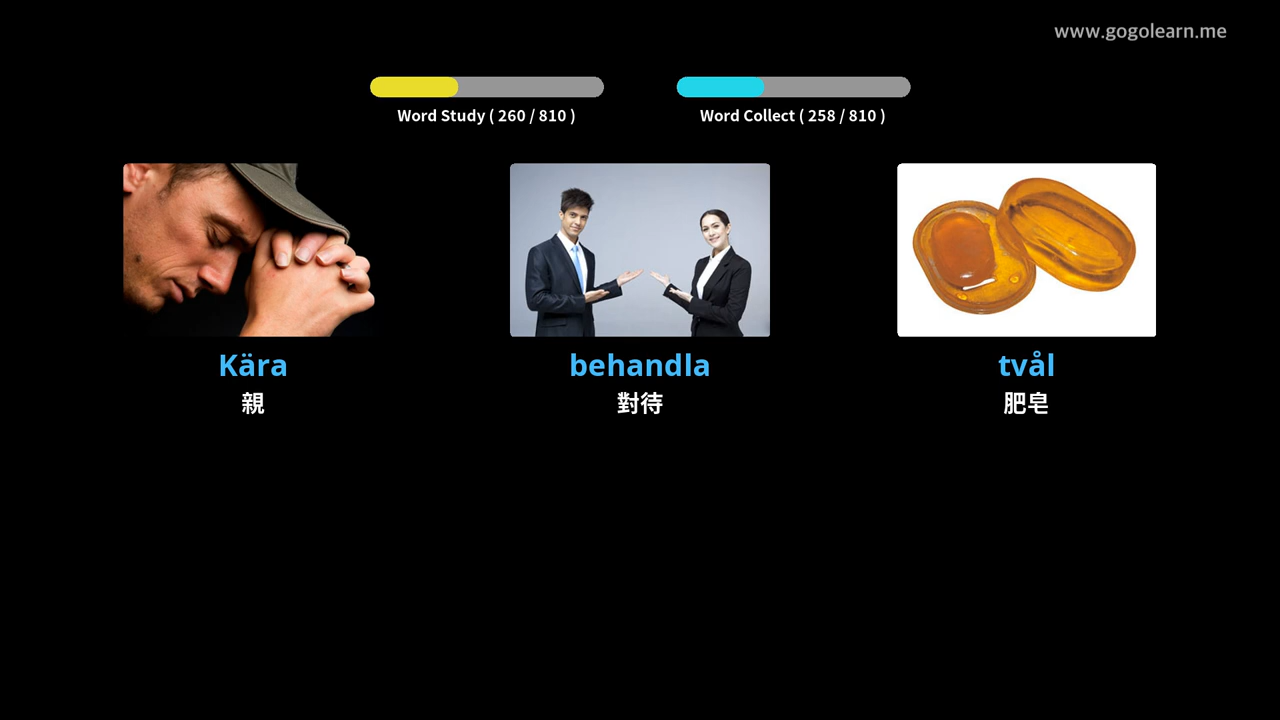 www.gogolearn.me
Word Study ( 260 / 810 )
Word Collect ( 258 / 810 )
Kära
親
behandla
對待
tvål
肥皂